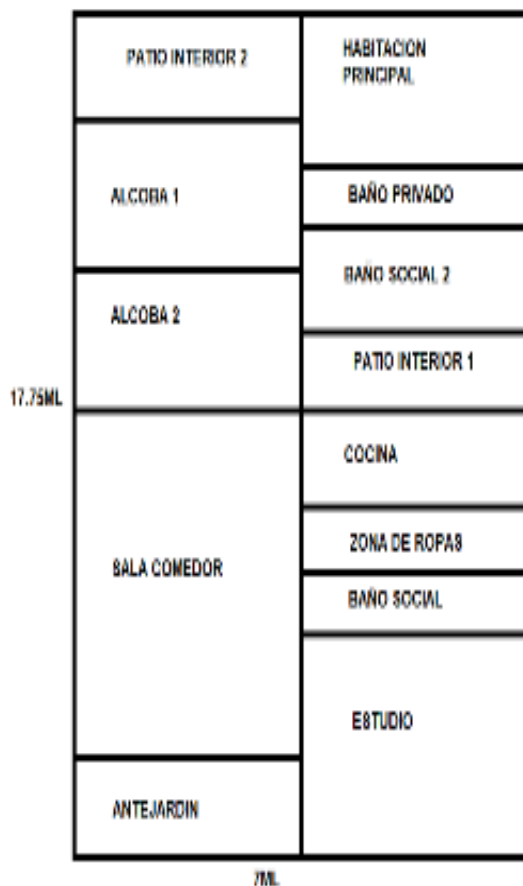 PATIO INTERIOR 2
HABITACION
PRINCIPAL
ALCOBA 1
BAÑO PRIVADO
BAÑO SOCIAL 2
ALCOBA 2
PATIO INTERIOR 1
17.75ML
COCINA
ZONA DE ROPAS
SALA COMEDOR
BAÑO SOCIAL
ESTUDIO
ANTEJARDIN
7ML